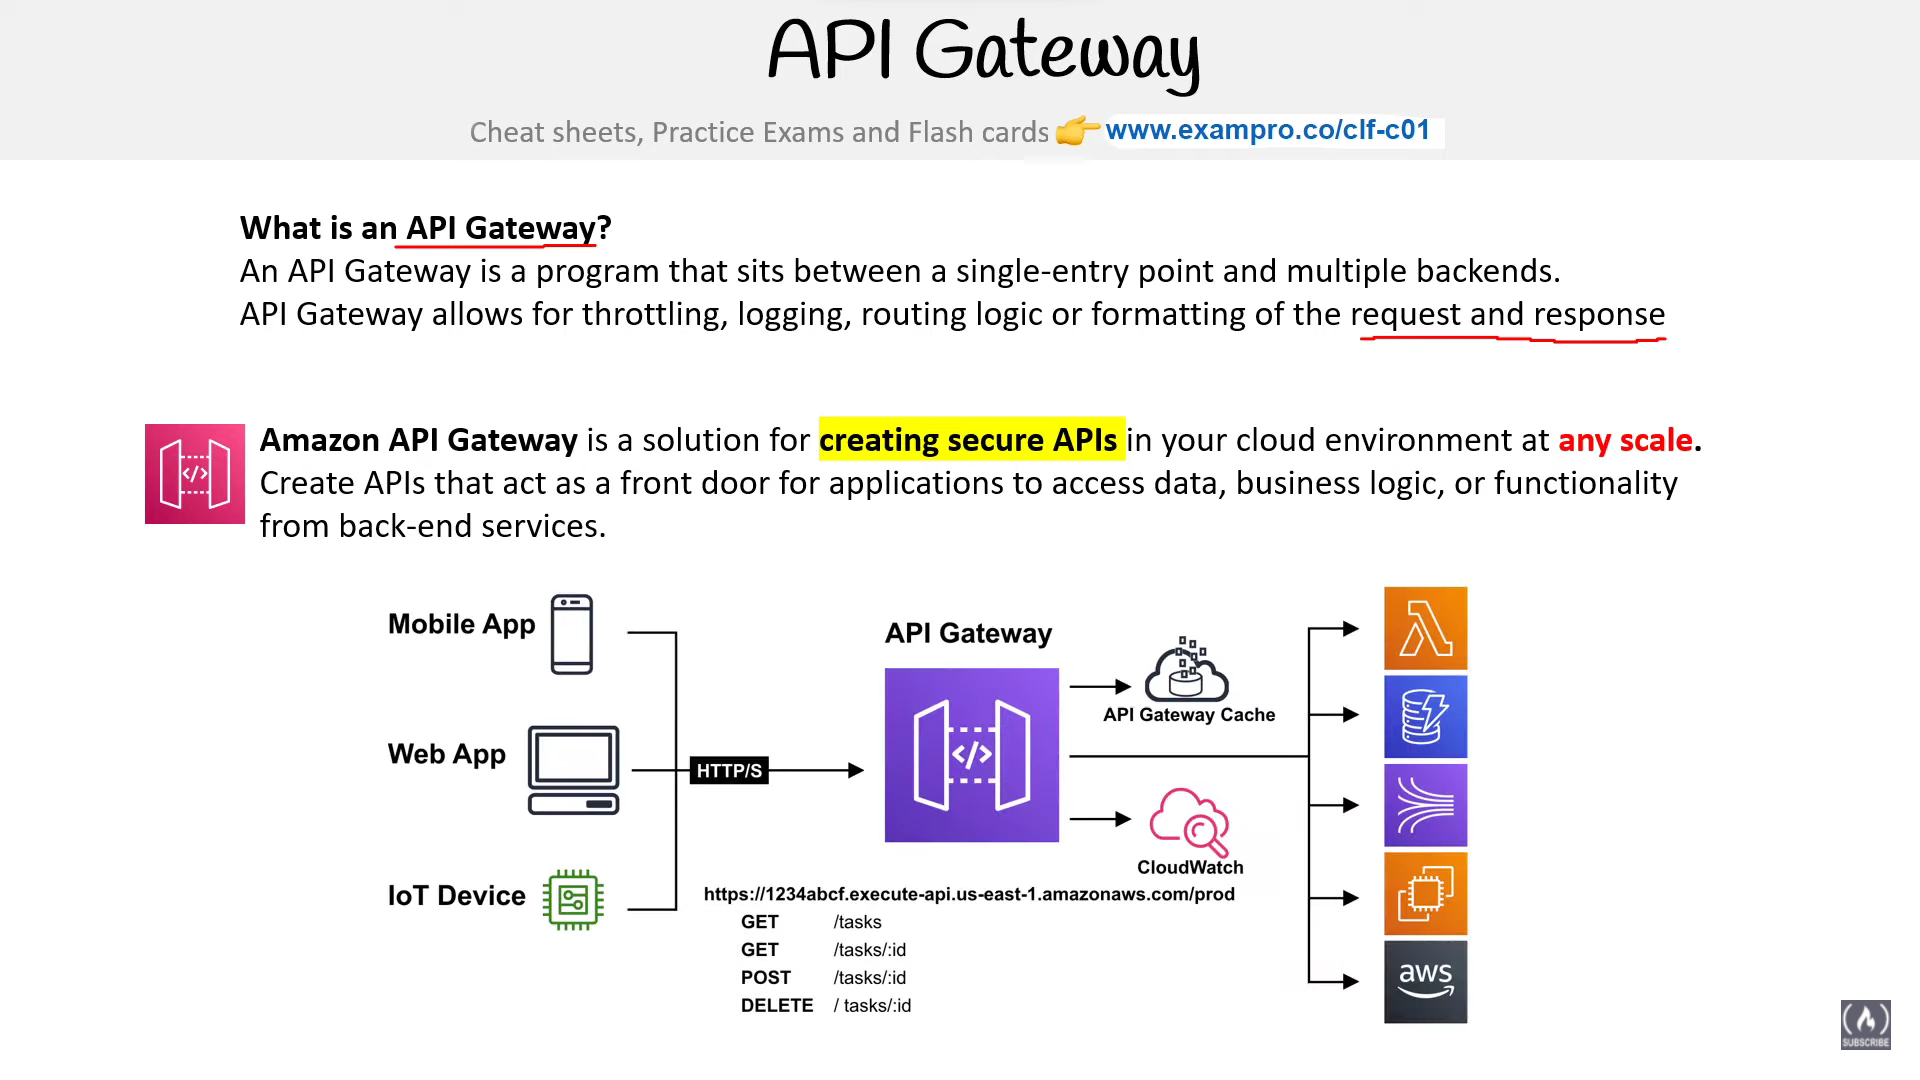 API Gateway
Cheat sheets, Practice Exams and Flash cards 👉 www.exampro.co/clf-c01
What is an API Gateway?
An API Gateway is a program that sits between a single-entry point and multiple backends.
API Gateway allows for throttling, logging, routing logic or formatting of the request and response
Amazon API Gateway is a solution for creating secure APIs in your cloud environment at any scale.
Create APIs that act as a front door for applications to access data, business logic, or functionality
from back-end services.
Mobile App
Web App
IoT Device
HTTP/S
API Gateway
</>
API Gateway Cache
CloudWatch
https://1234abcf.execute-api.us-east-1.amazonaws.com/prod
GET /tasks
GET /tasks/:id
POST /tasks/:id
DELETE / tasks/:id
aws
SUBSCRIBE